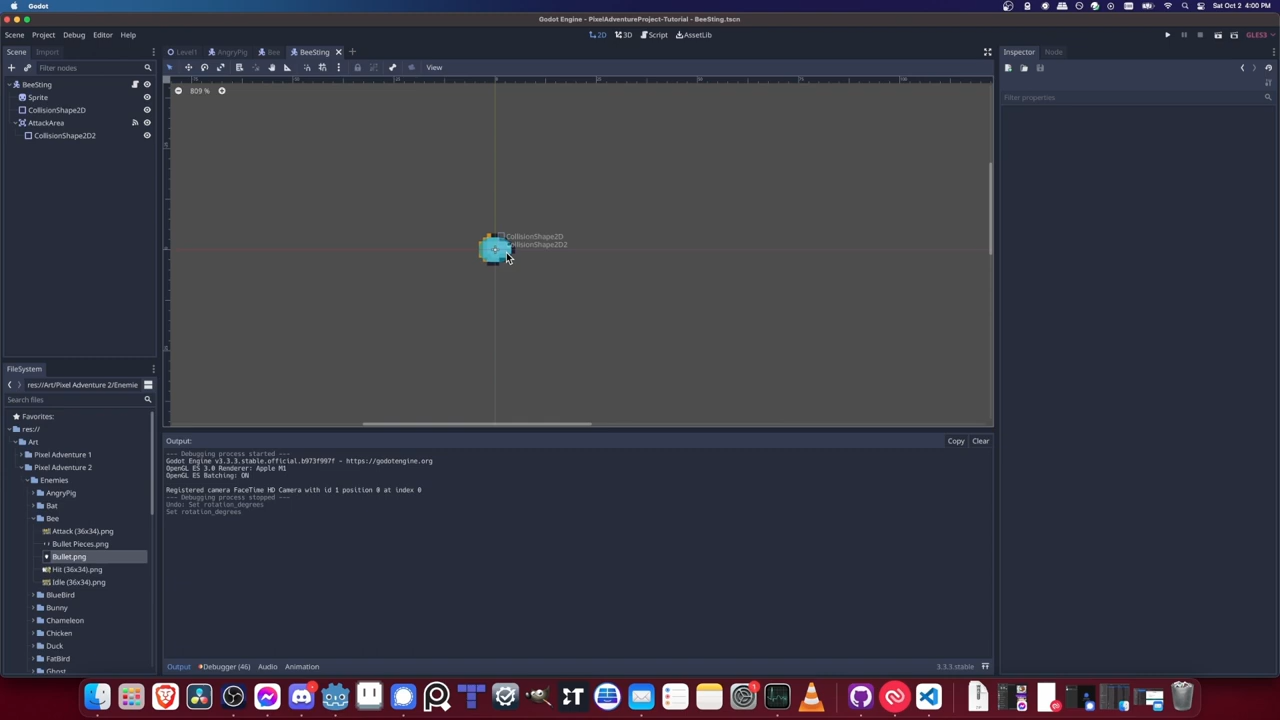 Godot
Sat Oct 2 4:00 PM
Godot Engine - PixelAdventureProject-Tutorial - BeeSting.tscn
Scene Project Debug Editor Help
2D 3D Script AssetLib
GLES3
Scene Import
Level1 AngryPig Bee BeeSting
Inspector Node
Filter nodes
View
BeeSting
809 %
Filter properties
Sprite
CollisionShape2D
AttackArea
CollisionShape2D2
CollisionShape2D
CollisionShape2D2
FileSystem
res://Art/Pixel Adventure 2/Enemie
Search files
Favorites:
res://
Art
Pixel Adventure 1
Pixel Adventure 2
Enemies
AngryPig
Bat
Bee
Attack (36x34).png
Bullet Pieces.png
Bullet.png
Hit (36x34).png
Idle (36x34).png
BlueBird
Bunny
Chameleon
Chicken
Duck
FatBird
Ghost
Output:
Copy Clear
--- Debugging process started ---
Godot Engine v3.3.3.stable.official.b973f997f - https://godotengine.org
OpenGL ES 3.0 Renderer: Apple M1
OpenGL ES Batching: ON
Registered camera FaceTime HD Camera with id 1 position 0 at index 0
--- Debugging process stopped ---
Undo: Set rotation_degrees
Set rotation_degrees
Output Debugger (46) Audio Animation
3.3.3.stable